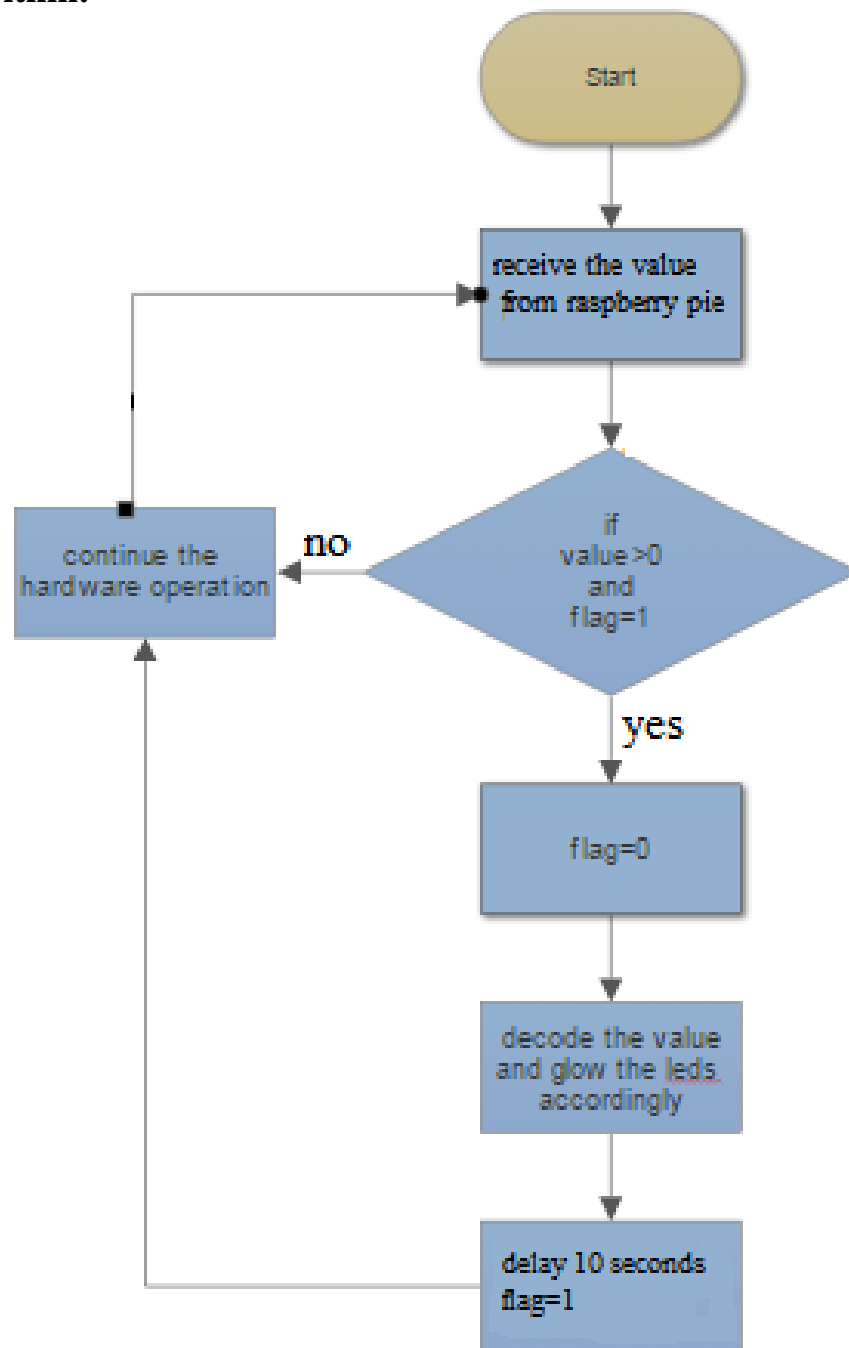 Start
receive the value
from raspberry pie
if
value>0
and
flag=1
no
continue the
hardware operation
yes
flag=0
decode the value
and glow the leds
accordingly
delay 10 seconds
flag=1